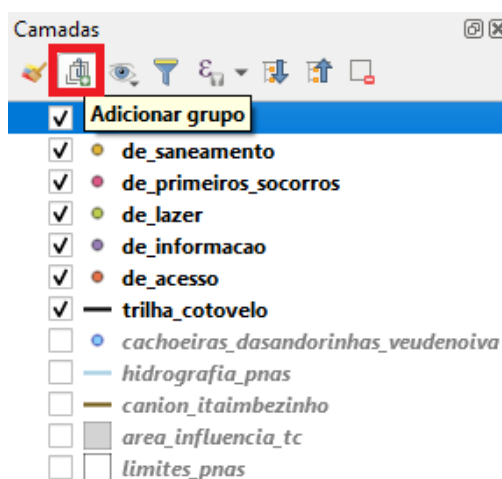 Camadas
Adicionar grupo
de_saneamento
de_primeiros_socorros
de_lazer
de_informacao
de_acesso
trilha_cotovelo
cachoeiras_dasandorinhas_veudenoiva
hidrografia_pnas
canion_itaimbezinho
area_influencia_tc
limites_pnas